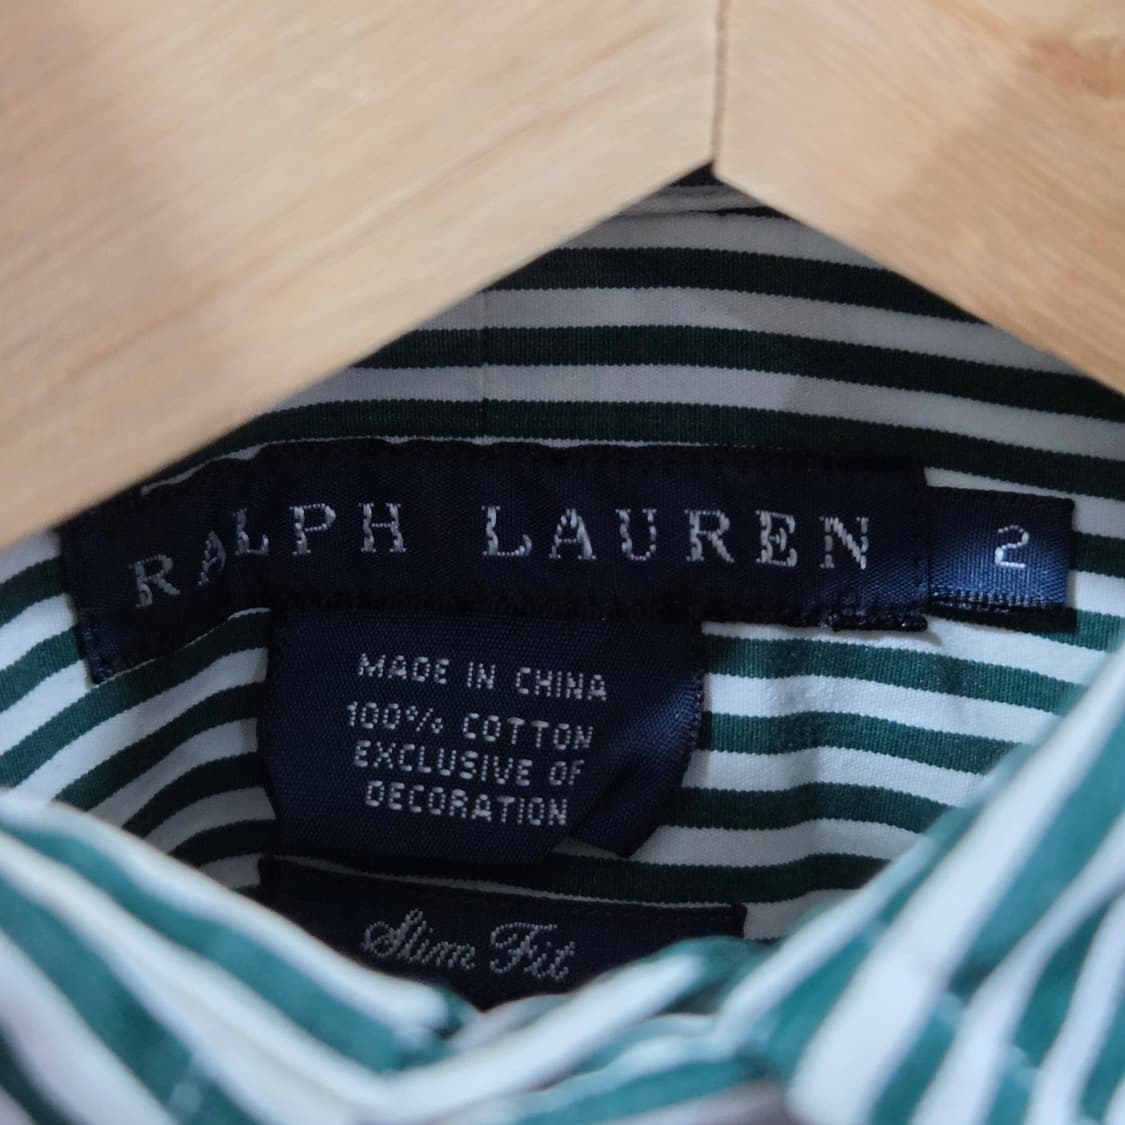 RALPH LAUREN
2
MADE IN CHINA
100% COTTON
EXCLUSIVE OF
DECORATION
Slim Fit